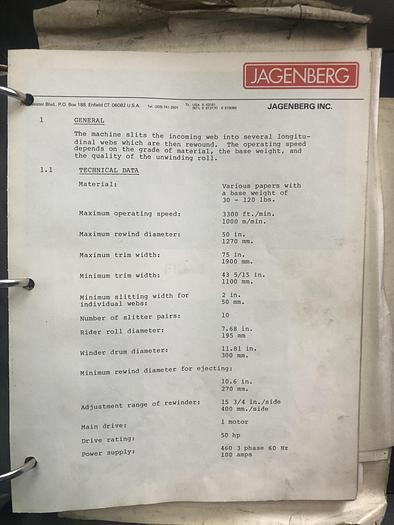 JAGENBERG
Blvd., P.O. Box 188, Enfield CT. 06082 U.S.A.
JAGENBERG INC.
1 GENERAL
The machine slits the incoming web into several longitu-
dinal webs which are then rewound. The operating speed
depends on the grade of material, the base weight, and
the quality of the unwinding roll.
1.1 TECHNICAL DATA
Material: Various papers with
a base weight of
30 - 120 lbs.
Maximum operating speed: 3300 ft./min.
1000 m/min.
Maximum rewind diameter: 50 in.
1270 mm.
Maximum trim width: 75 in.
1900 mm.
Minimum trim width: 43 5/15 in.
1100 mm.
Minimum slitting width for 2 in.
individual webs: 50 mm.
Number of slitter pairs: 10
Rider roll diameter: 7.68 in.
195 mm
Winder drum diameter: 11.81 in.
300 mm.
Minimum rewind diameter for ejecting:
10.6 in.
270 mm.
Adjustment range of rewinder: 15 3/4 in./side
400 mm./side
Main drive: 1 motor
Drive rating: 50 hp
Power supply: 460 3 phase 60 Hz
100 amps